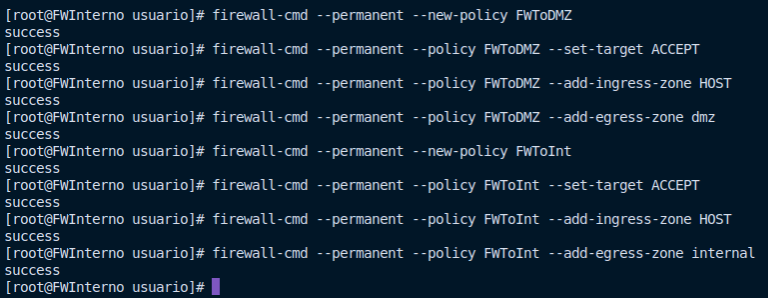 [root@FWInterno usuario]# firewall-cmd --permanent --new-policy FWToDMZ
success
[root@FWInterno usuario]# firewall-cmd --permanent --policy FWToDMZ --set-target ACCEPT
success
[root@FWInterno usuario]# firewall-cmd --permanent --policy FWToDMZ --add-ingress-zone HOST
success
[root@FWInterno usuario]# firewall-cmd --permanent --policy FWToDMZ --add-egress-zone dmz
success
[root@FWInterno usuario]# firewall-cmd --permanent --new-policy FWToInt
success
[root@FWInterno usuario]# firewall-cmd --permanent --policy FWToInt --set-target ACCEPT
success
[root@FWInterno usuario]# firewall-cmd --permanent --policy FWToInt --add-ingress-zone HOST
success
[root@FWInterno usuario]# firewall-cmd --permanent --policy FWToInt --add-egress-zone internal
success
[root@FWInterno usuario]#